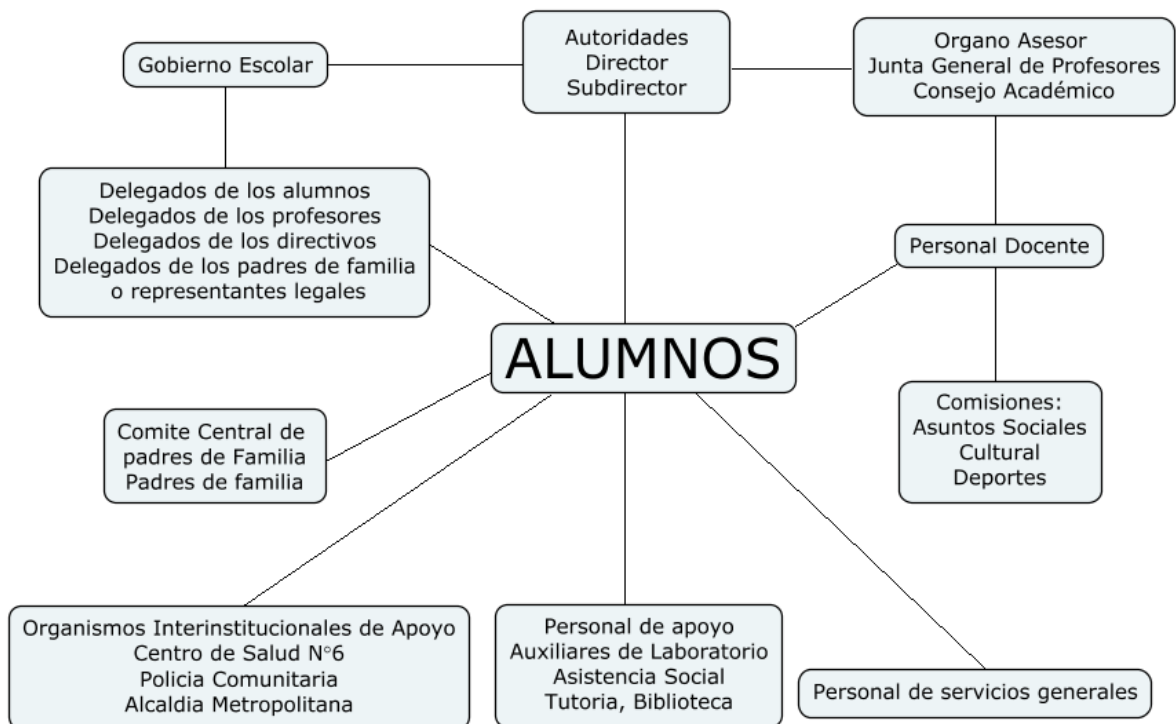 Gobierno Escolar
Autoridades
Director
Subdirector
Organo Asesor
Junta General de Profesores
Consejo Académico
Delegados de los alumnos
Delegados de los profesores
Delegados de los directivos
Delegados de los padres de familia
o representantes legales
Personal Docente
ALUMNOS
Comite Central de
padres de Familia
Padres de familia
Comisiones:
Asuntos Sociales
Cultural
Deportes
Organismos Interinstitucionales de Apoyo
Centro de Salud N°6
Policia Comunitaria
Alcaldia Metropolitana
Personal de apoyo
Auxiliares de Laboratorio
Asistencia Social
Tutoria, Biblioteca
Personal de servicios generales